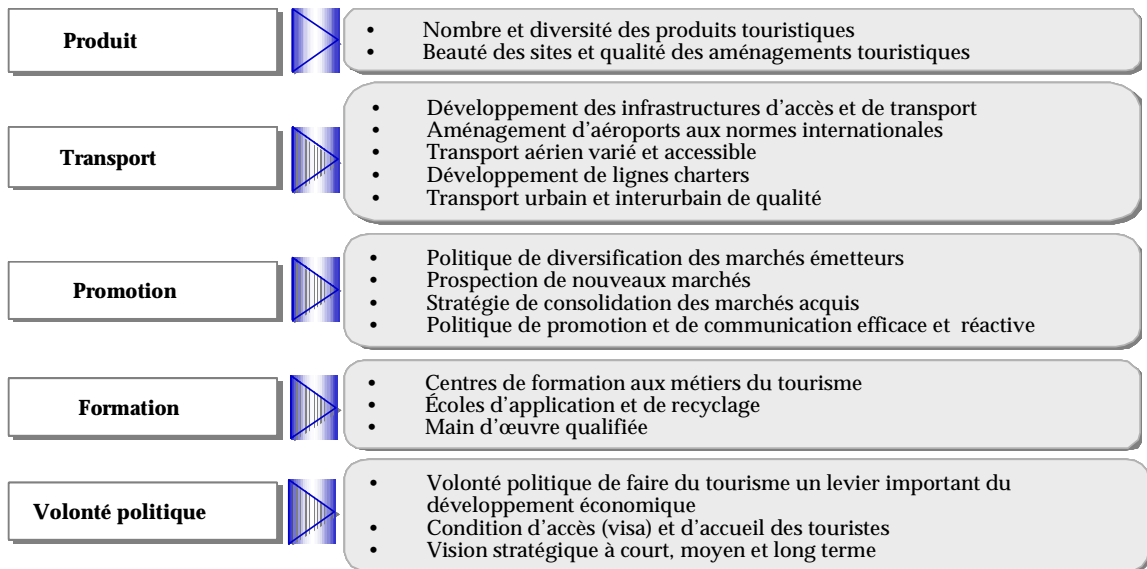 Produit
• Nombre et diversité des produits touristiques
• Beauté des sites et qualité des aménagements touristiques
Transport
• Développement des infrastructures d'accès et de transport
• Aménagement d'aéroports aux normes internationales
• Transport aérien varié et accessible
• Développement de lignes charters
• Transport urbain et interurbain de qualité
Promotion
• Politique de diversification des marchés émetteurs
• Prospection de nouveaux marchés
• Stratégie de consolidation des marchés acquis
• Politique de promotion et de communication efficace et réactive
Formation
• Centres de formation aux métiers du tourisme
• Écoles d'application et de recyclage
• Main d'œuvre qualifiée
Volonté politique
• Volonté politique de faire du tourisme un levier important du
développement économique
• Condition d'accès (visa) et d'accueil des touristes
• Vision stratégique à court, moyen et long terme